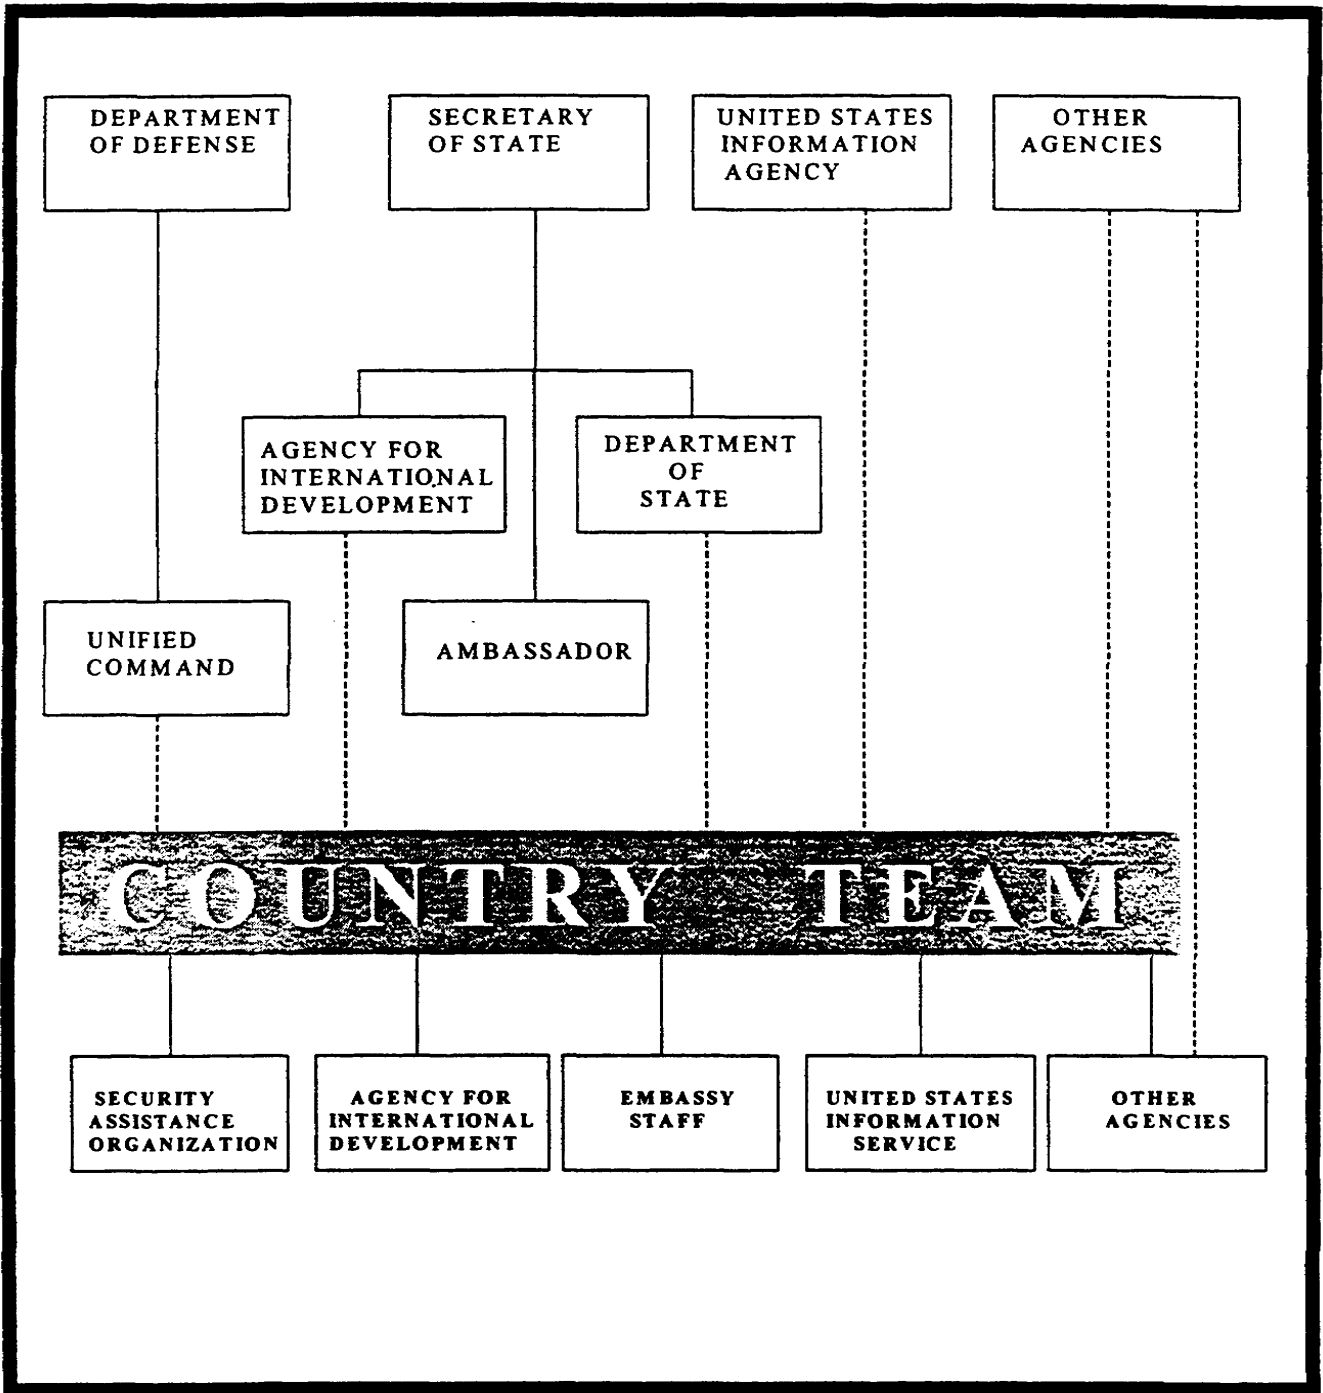 DEPARTMENT
OF DEFENSE
SECRETARY
OF STATE
UNITED STATES
INFORMATION
AGENCY
OTHER
AGENCIES
AGENCY FOR
INTERNATIONAL
DEVELOPMENT
DEPARTMENT
OF
STATE
UNIFIED
COMMAND
AMBASSADOR
COUNTRY TEAM
SECURITY
ASSISTANCE
ORGANIZATION
AGENCY FOR
INTERNATIONAL
DEVELOPMENT
EMBASSY
STAFF
UNITED STATES
INFORMATION
SERVICE
OTHER
AGENCIES